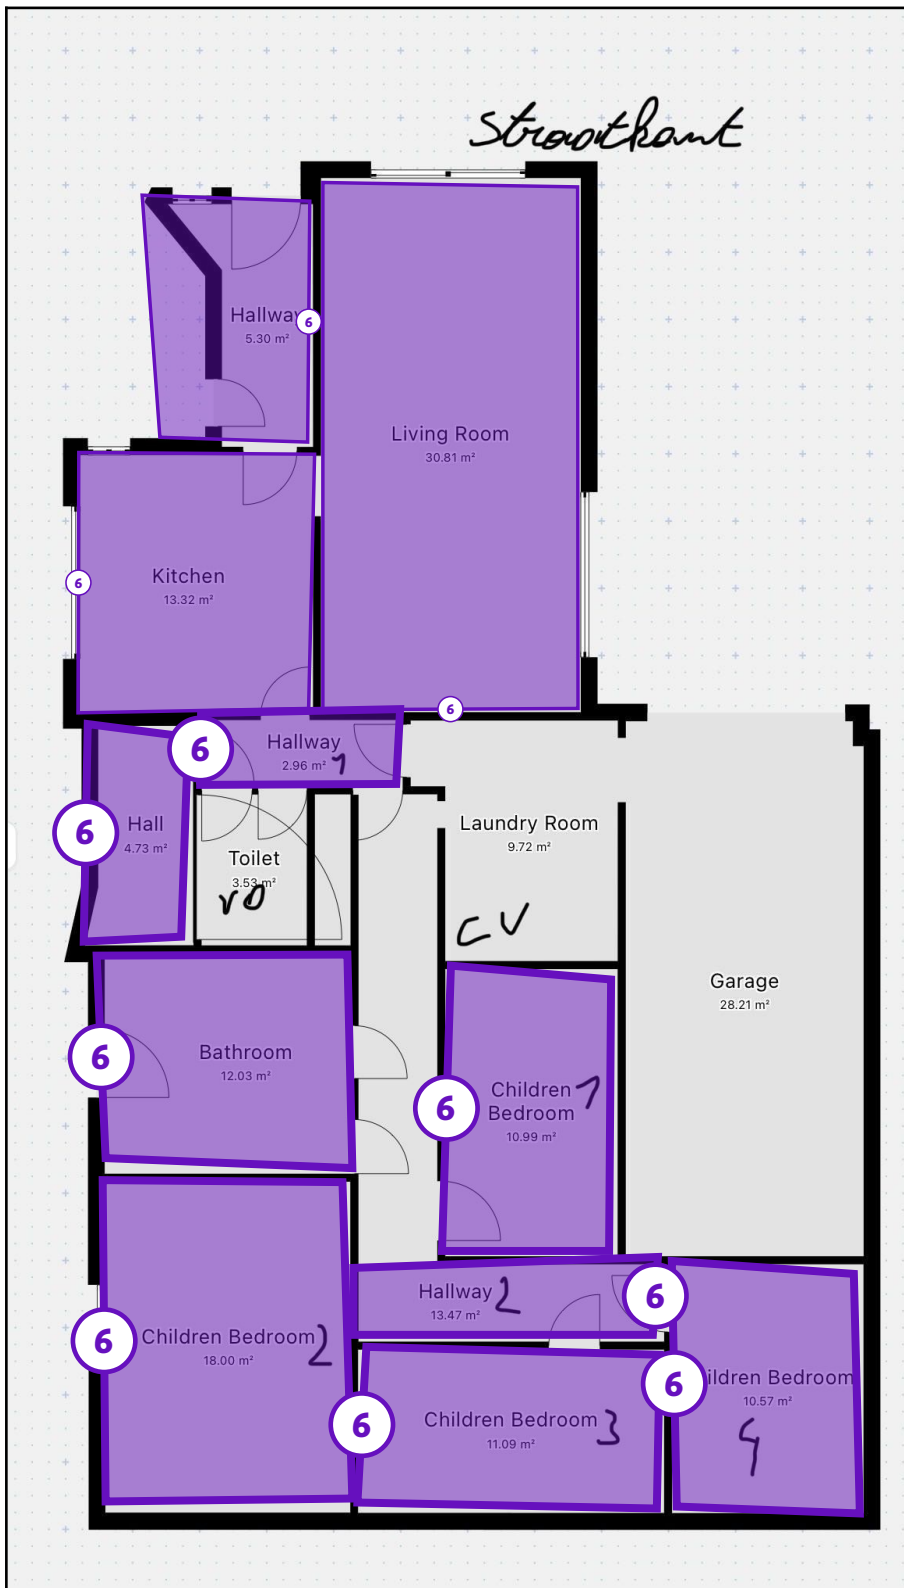 Straatkant
Hallway
5.30 m²
6
Living Room
30.81 m²
Kitchen
13.32 m²
6
6
Hallway 1
2.96 m²
6
Hall
4.73 m²
6
Laundry Room
9.72 m²
Toilet
3.53 m²
VD
CV
Garage
28.21 m²
Bathroom
12.03 m²
6
Children 1
Bedroom
10.99 m²
6
Hallway 2
13.47 m²
6
Children Bedroom 2
18.00 m²
6
ildren Bedroom
10.57 m²
4
6
Children Bedroom 3
11.09 m²
6